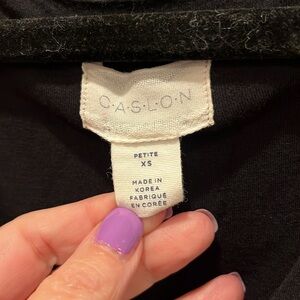 C·A·S·L·O·N
PETITE
XS
MADE IN
KOREA
FABRIQUÉ
EN CORÉE